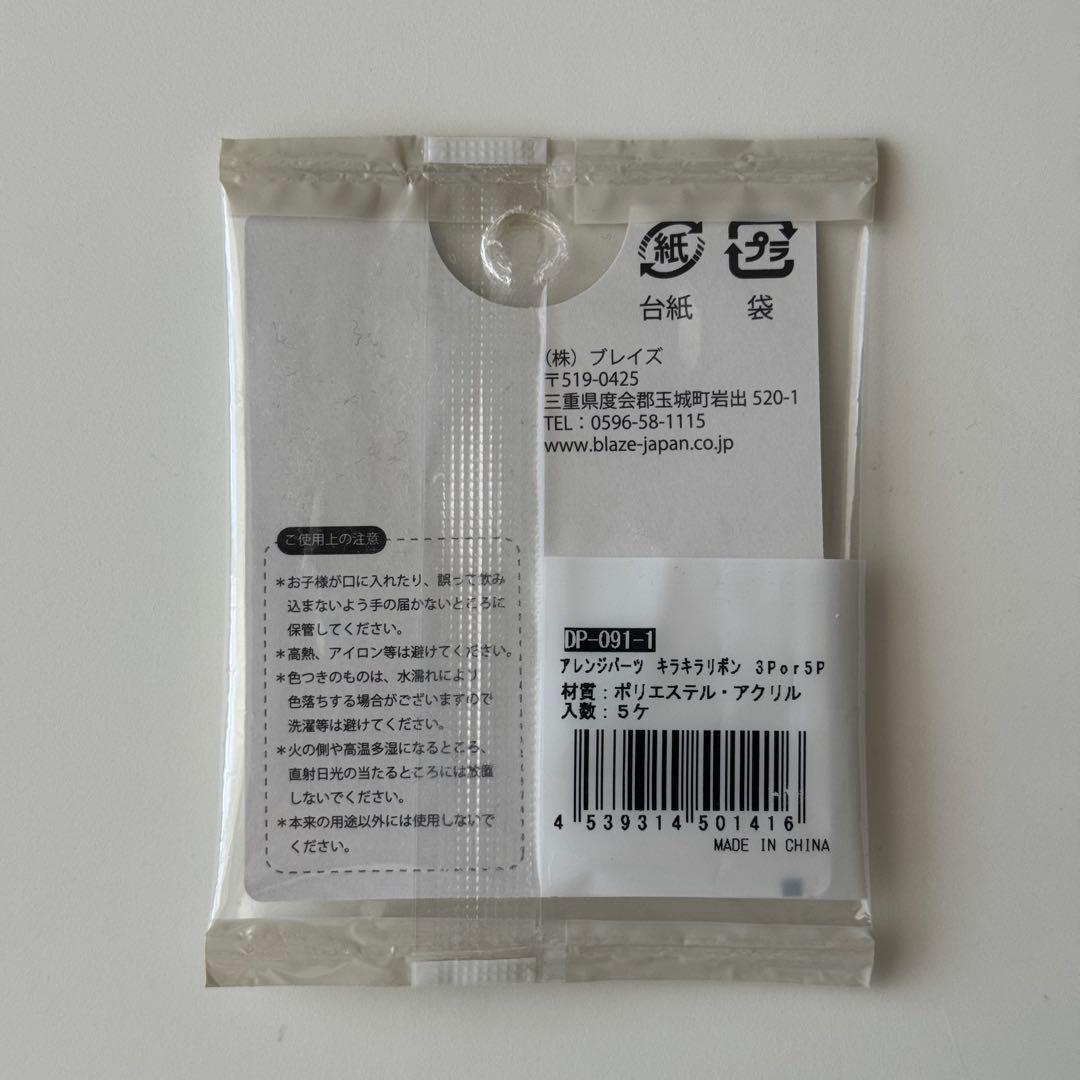 紙
プラ
台紙 袋
(株) ブレイズ
〒519-0425
三重県度会郡玉城町岩出 520-1
TEL：0596-58-1115
www.blaze-japan.co.jp
ご使用上の注意
＊お子様が口に入れたり、誤って飲み
込まないよう手の届かないところに
保管してください。
＊高熱、アイロン等は避けてください。
＊色つきのものは、水濡れにより
色落ちする場合がございますので
洗濯等は避けてください。
＊火の側や高温多湿になるところ、
直射日光の当たるところには放置
しないでください。
＊本来の用途以外には使用しないで
ください。
DP-091-1
アレンジパーツ キラキラリボン 3Por5P
材質：ポリエステル・アクリル
入数：5ケ
4 539314 501416
MADE IN CHINA